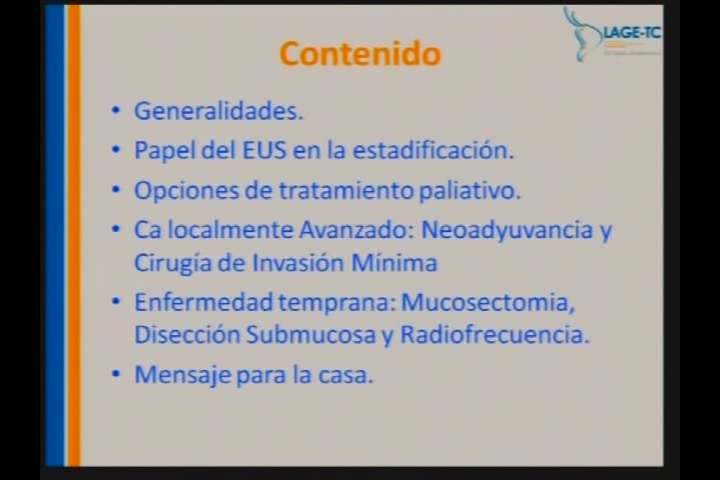 LAGE-TC
Contenido
• Generalidades.
• Papel del EUS en la estadificación.
• Opciones de tratamiento paliativo.
• Ca localmente Avanzado: Neoadyuvancia y
Cirugía de Invasión Mínima
• Enfermedad temprana: Mucosectomia,
Disección Submucosa y Radiofrecuencia.
• Mensaje para la casa.